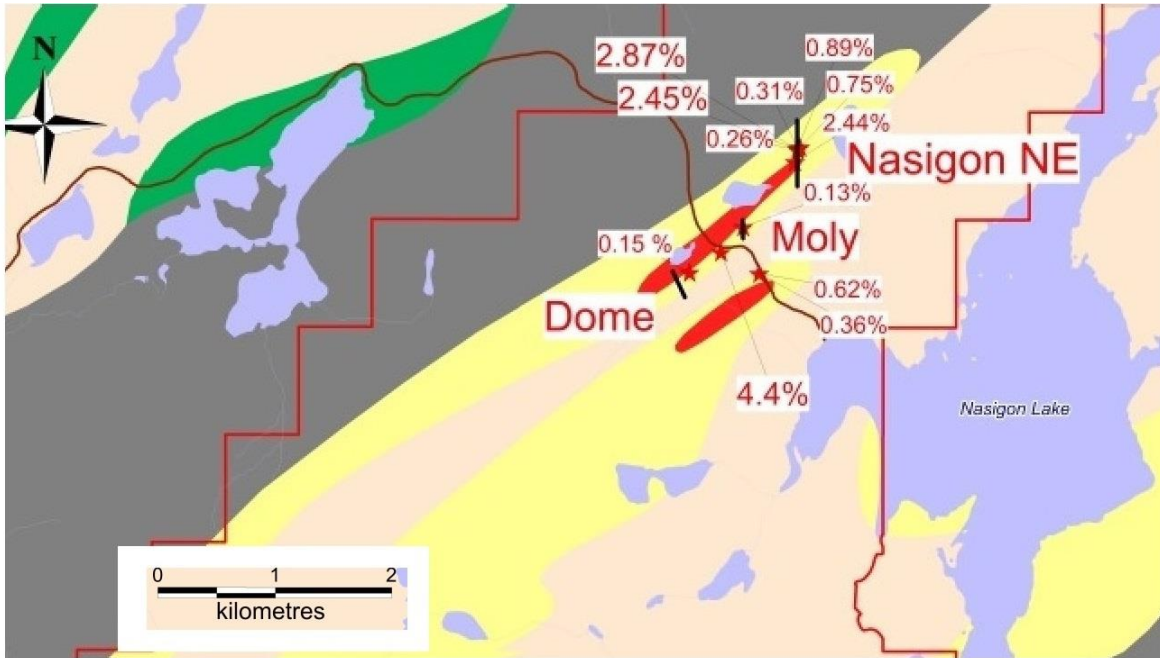 N
2.87%
0.89%
2.45%
0.31%
0.75%
0.26%
2.44%
Nasigon NE
0.13%
Moly
0.15 %
0.62%
Dome
0.36%
4.4%
Nasigon Lake
0 1 2
kilometres